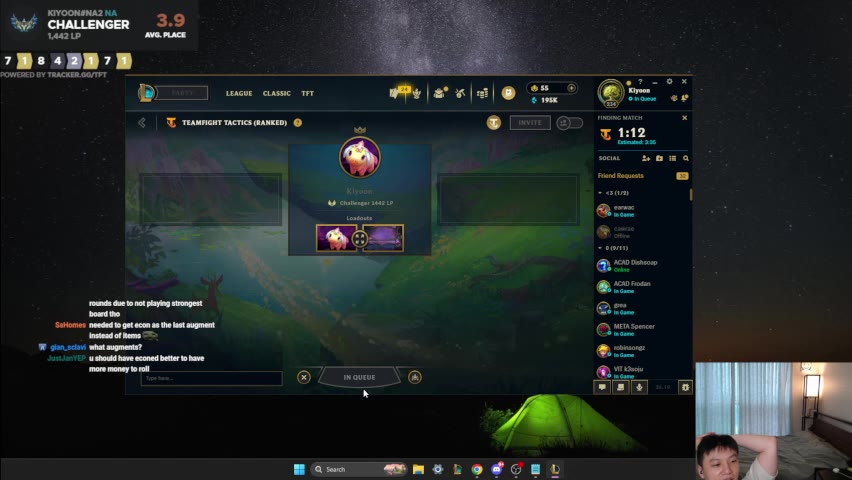 KIYOON#NA2 NA
CHALLENGER
1,442 LP
3.9
AVG. PLACE
7 1 8 4 2 1 7 1
POWERED BY TRACKER.GG/TFT
PARTY
LEAGUE
CLASSIC
TFT
55
195K
Kiyoon
In Queue
TEAMFIGHT TACTICS (RANKED)
INVITE
FINDING MATCH
1:12
Estimated: 3:35
SOCIAL
Friend Requests
<3 (1/2)
earwac
In Game
Offline
0 (9/11)
ACAD Dishsoap
Online
ACAD Frodan
In Game
grea
In Game
META Spencer
In Game
robinsongz
In Game
VIT k3soju
In Game
Kiyoon
Challenger 1442 LP
Loadouts
rounds due to not playing strongest
board tho
SsHomes needed to get econ as the last augment
instead of items
gian_sclavi what augments?
JustJanYEP u should have econed better to have
more money to roll
Type here...
IN QUEUE
Search